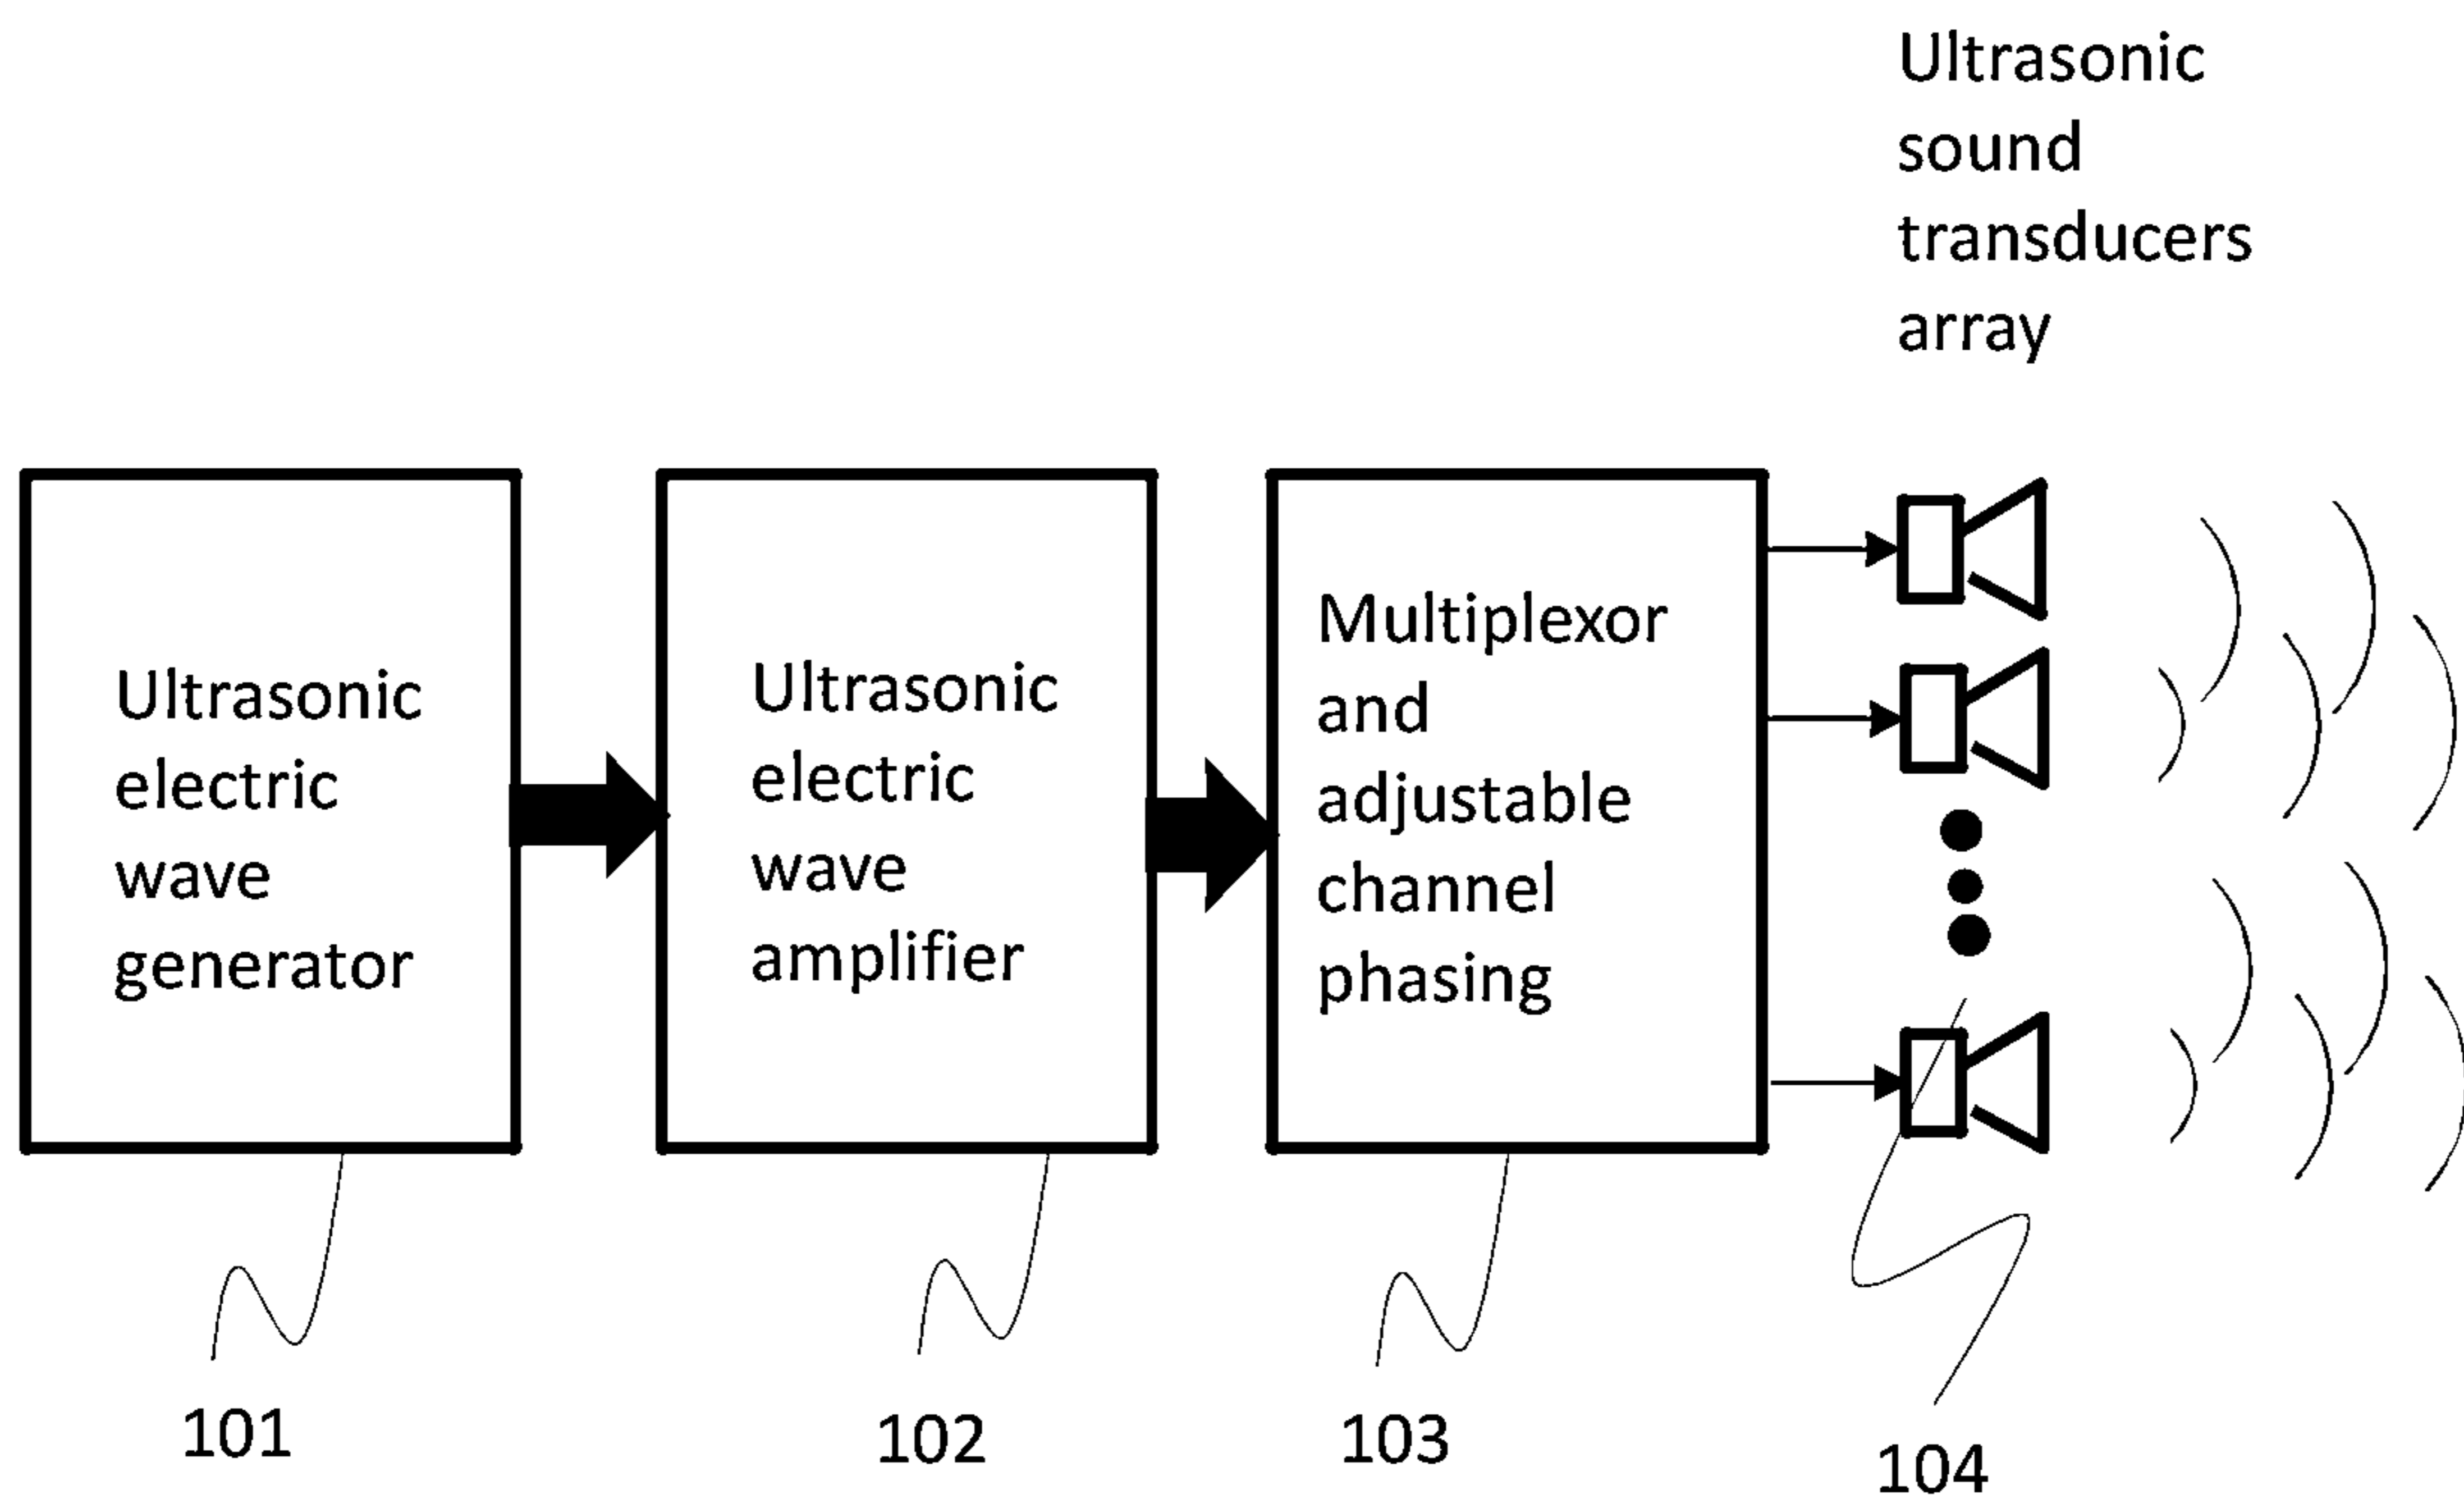 Ultrasonic
sound
transducers
array
Ultrasonic
electric
wave
generator
Ultrasonic
electric
wave
amplifier
Multiplexor
and
adjustable
channel
phasing
101
102
103
104